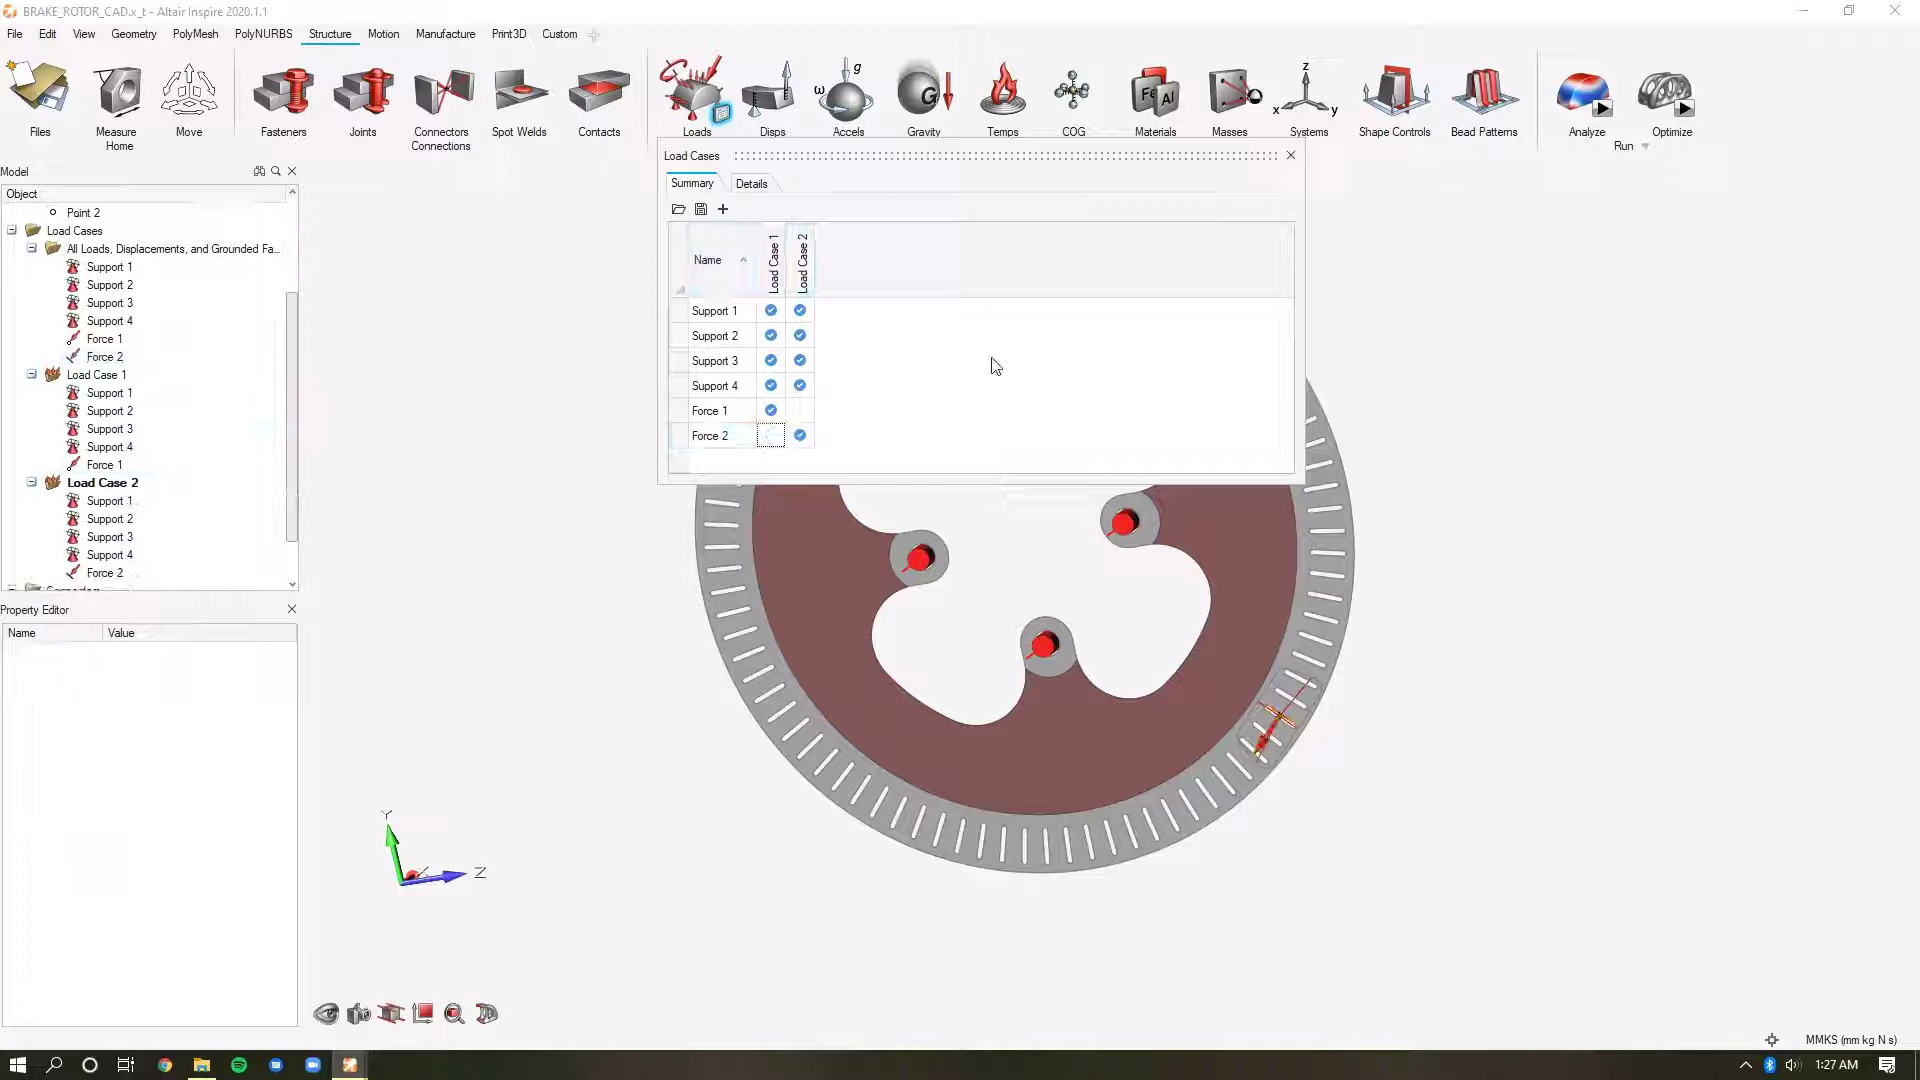 BRAKE_ROTOR_CAD.x_t - Altair Inspire 2020.1.1
File Edit View Geometry PolyMesh PolyNURBS Structure Motion Manufacture Print3D Custom
Files Measure Move Fasteners Joints Connectors Spot Welds Contacts Loads Disps Accels Gravity Temps COG Materials Masses Systems Shape Controls Bead Patterns Analyze Optimize
Home Connections Run
Model
Object
Point 2
Load Cases
All Loads, Displacements, and Grounded Fa...
Support 1
Support 2
Support 3
Support 4
Force 1
Force 2
Load Case 1
Support 1
Support 2
Support 3
Support 4
Force 1
Load Case 2
Support 1
Support 2
Support 3
Support 4
Force 2
Property Editor
Name Value
Load Cases
Summary Details
Name Load Case 1 Load Case 2
Support 1
Support 2
Support 3
Support 4
Force 1
Force 2
Y
Z
MMKS (mm kg N s)
1:27 AM